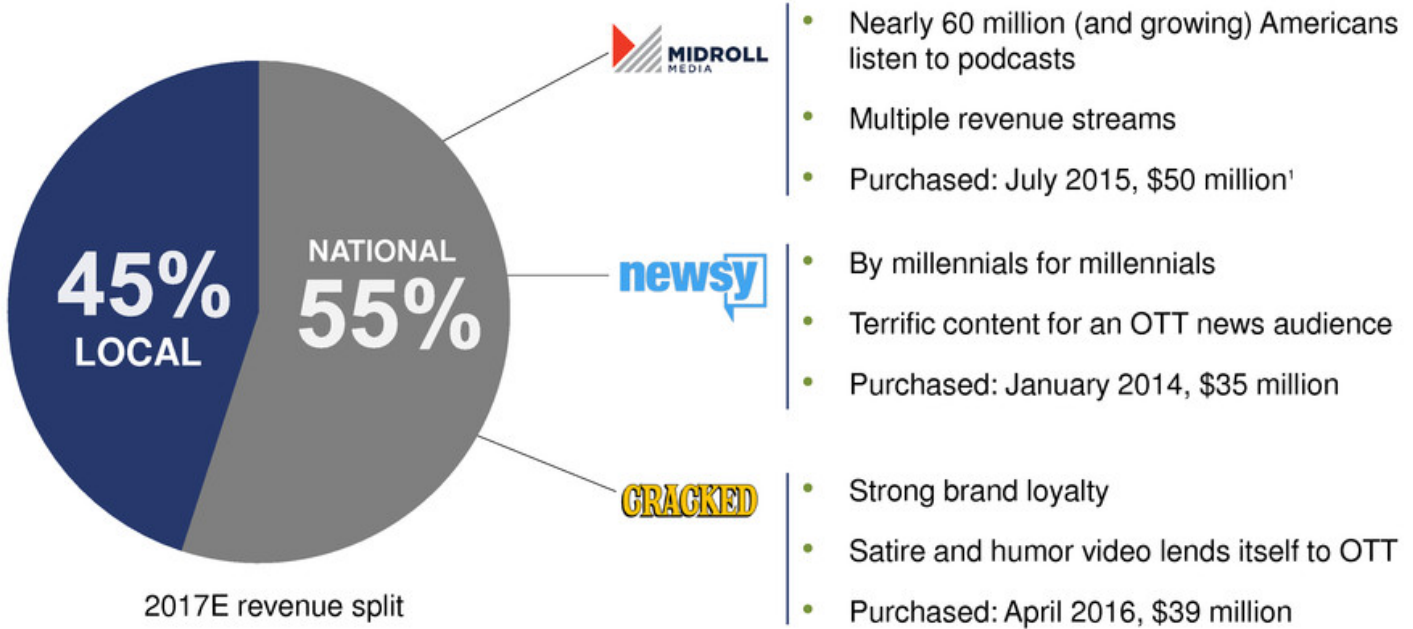 45%
LOCAL
NATIONAL
55%
2017E revenue split
MIDROLL
MEDIA
• Nearly 60 million (and growing) Americans
listen to podcasts
• Multiple revenue streams
• Purchased: July 2015, $50 million¹
newsy
• By millennials for millennials
• Terrific content for an OTT news audience
• Purchased: January 2014, $35 million
CRACKED
• Strong brand loyalty
• Satire and humor video lends itself to OTT
• Purchased: April 2016, $39 million